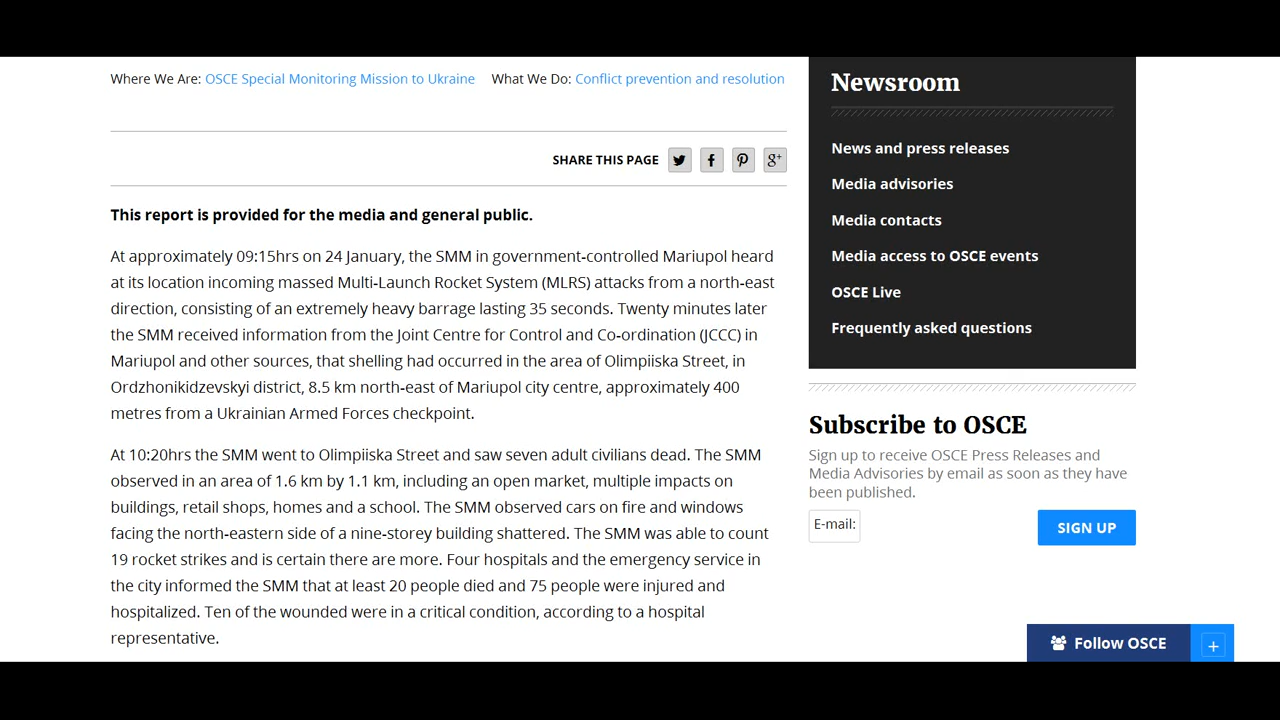 Where We Are: OSCE Special Monitoring Mission to Ukraine What We Do: Conflict prevention and resolution
SHARE THIS PAGE
This report is provided for the media and general public.
At approximately 09:15hrs on 24 January, the SMM in government-controlled Mariupol heard
at its location incoming massed Multi-Launch Rocket System (MLRS) attacks from a north-east
direction, consisting of an extremely heavy barrage lasting 35 seconds. Twenty minutes later
the SMM received information from the Joint Centre for Control and Co-ordination (JCCC) in
Mariupol and other sources, that shelling had occurred in the area of Olimpiiska Street, in
Ordzhonikidzevskyi district, 8.5 km north-east of Mariupol city centre, approximately 400
metres from a Ukrainian Armed Forces checkpoint.
At 10:20hrs the SMM went to Olimpiiska Street and saw seven adult civilians dead. The SMM
observed in an area of 1.6 km by 1.1 km, including an open market, multiple impacts on
buildings, retail shops, homes and a school. The SMM observed cars on fire and windows
facing the north-eastern side of a nine-storey building shattered. The SMM was able to count
19 rocket strikes and is certain there are more. Four hospitals and the emergency service in
the city informed the SMM that at least 20 people died and 75 people were injured and
hospitalized. Ten of the wounded were in a critical condition, according to a hospital
representative.
Newsroom
News and press releases
Media advisories
Media contacts
Media access to OSCE events
OSCE Live
Frequently asked questions
Subscribe to OSCE
Sign up to receive OSCE Press Releases and
Media Advisories by email as soon as they have
been published.
E-mail: SIGN UP
Follow OSCE +